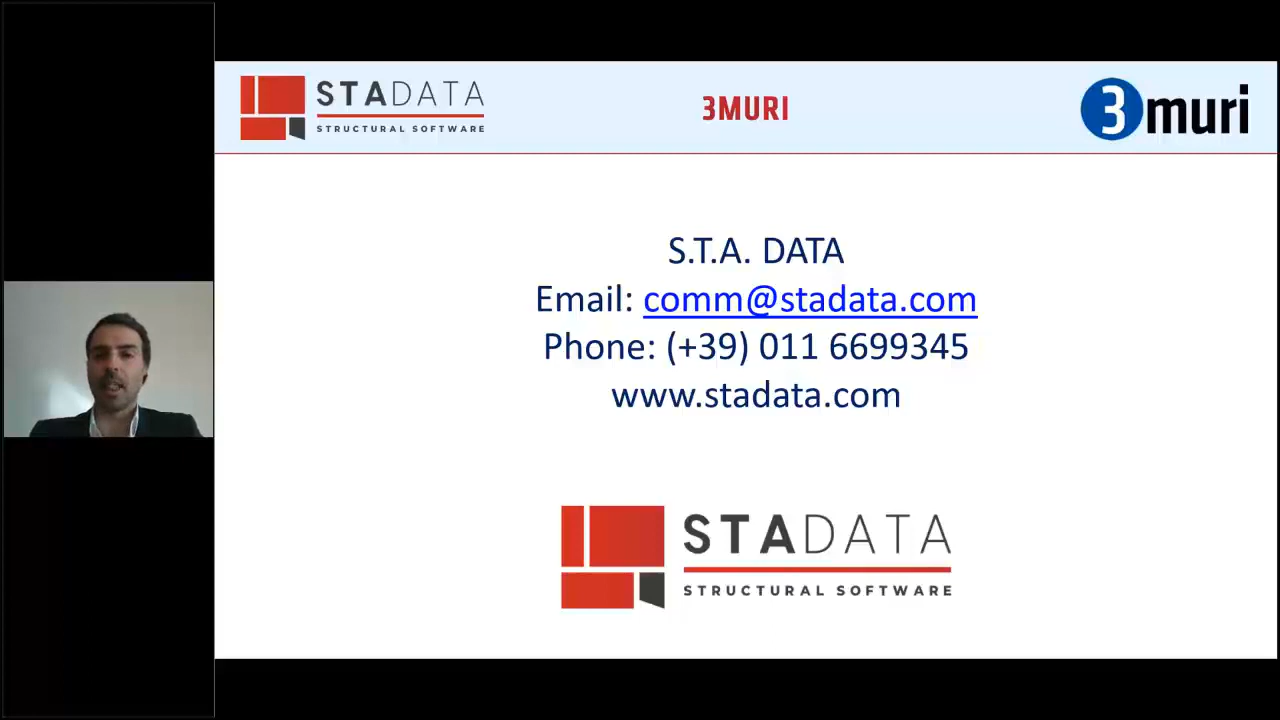 STADATA
STRUCTURAL SOFTWARE
3MURI
3muri
S.T.A. DATA
Email: comm@stadata.com
Phone: (+39) 011 6699345
www.stadata.com
STADATA
STRUCTURAL SOFTWARE